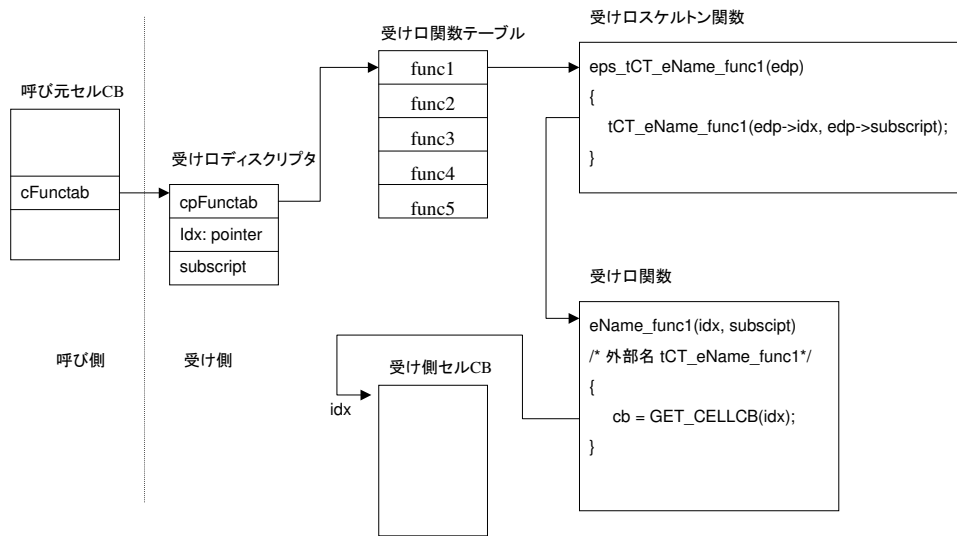 呼び元セルCB
cFunctab
呼び側
受け側
受け口ディスクリプタ
cpFunctab
Idx: pointer
subscript
受け口関数テーブル
func1
func2
func3
func4
func5
受け口スケルトン関数
eps_tCT_eName_func1(edp)
{
tCT_eName_func1(edp->idx, edp->subscript);
}
受け口関数
eName_func1(idx, subscipt)
/* 外部名 tCT_eName_func1*/
{
cb = GET_CELLCB(idx);
}
受け側セルCB
idx